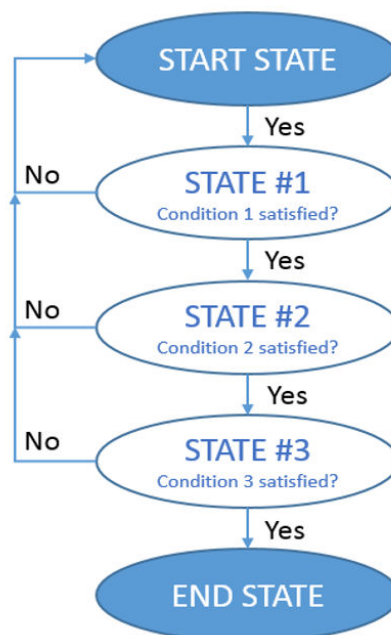 START STATE
Yes
No
STATE #1
Condition 1 satisfied?
Yes
No
STATE #2
Condition 2 satisfied?
Yes
No
STATE #3
Condition 3 satisfied?
Yes
END STATE